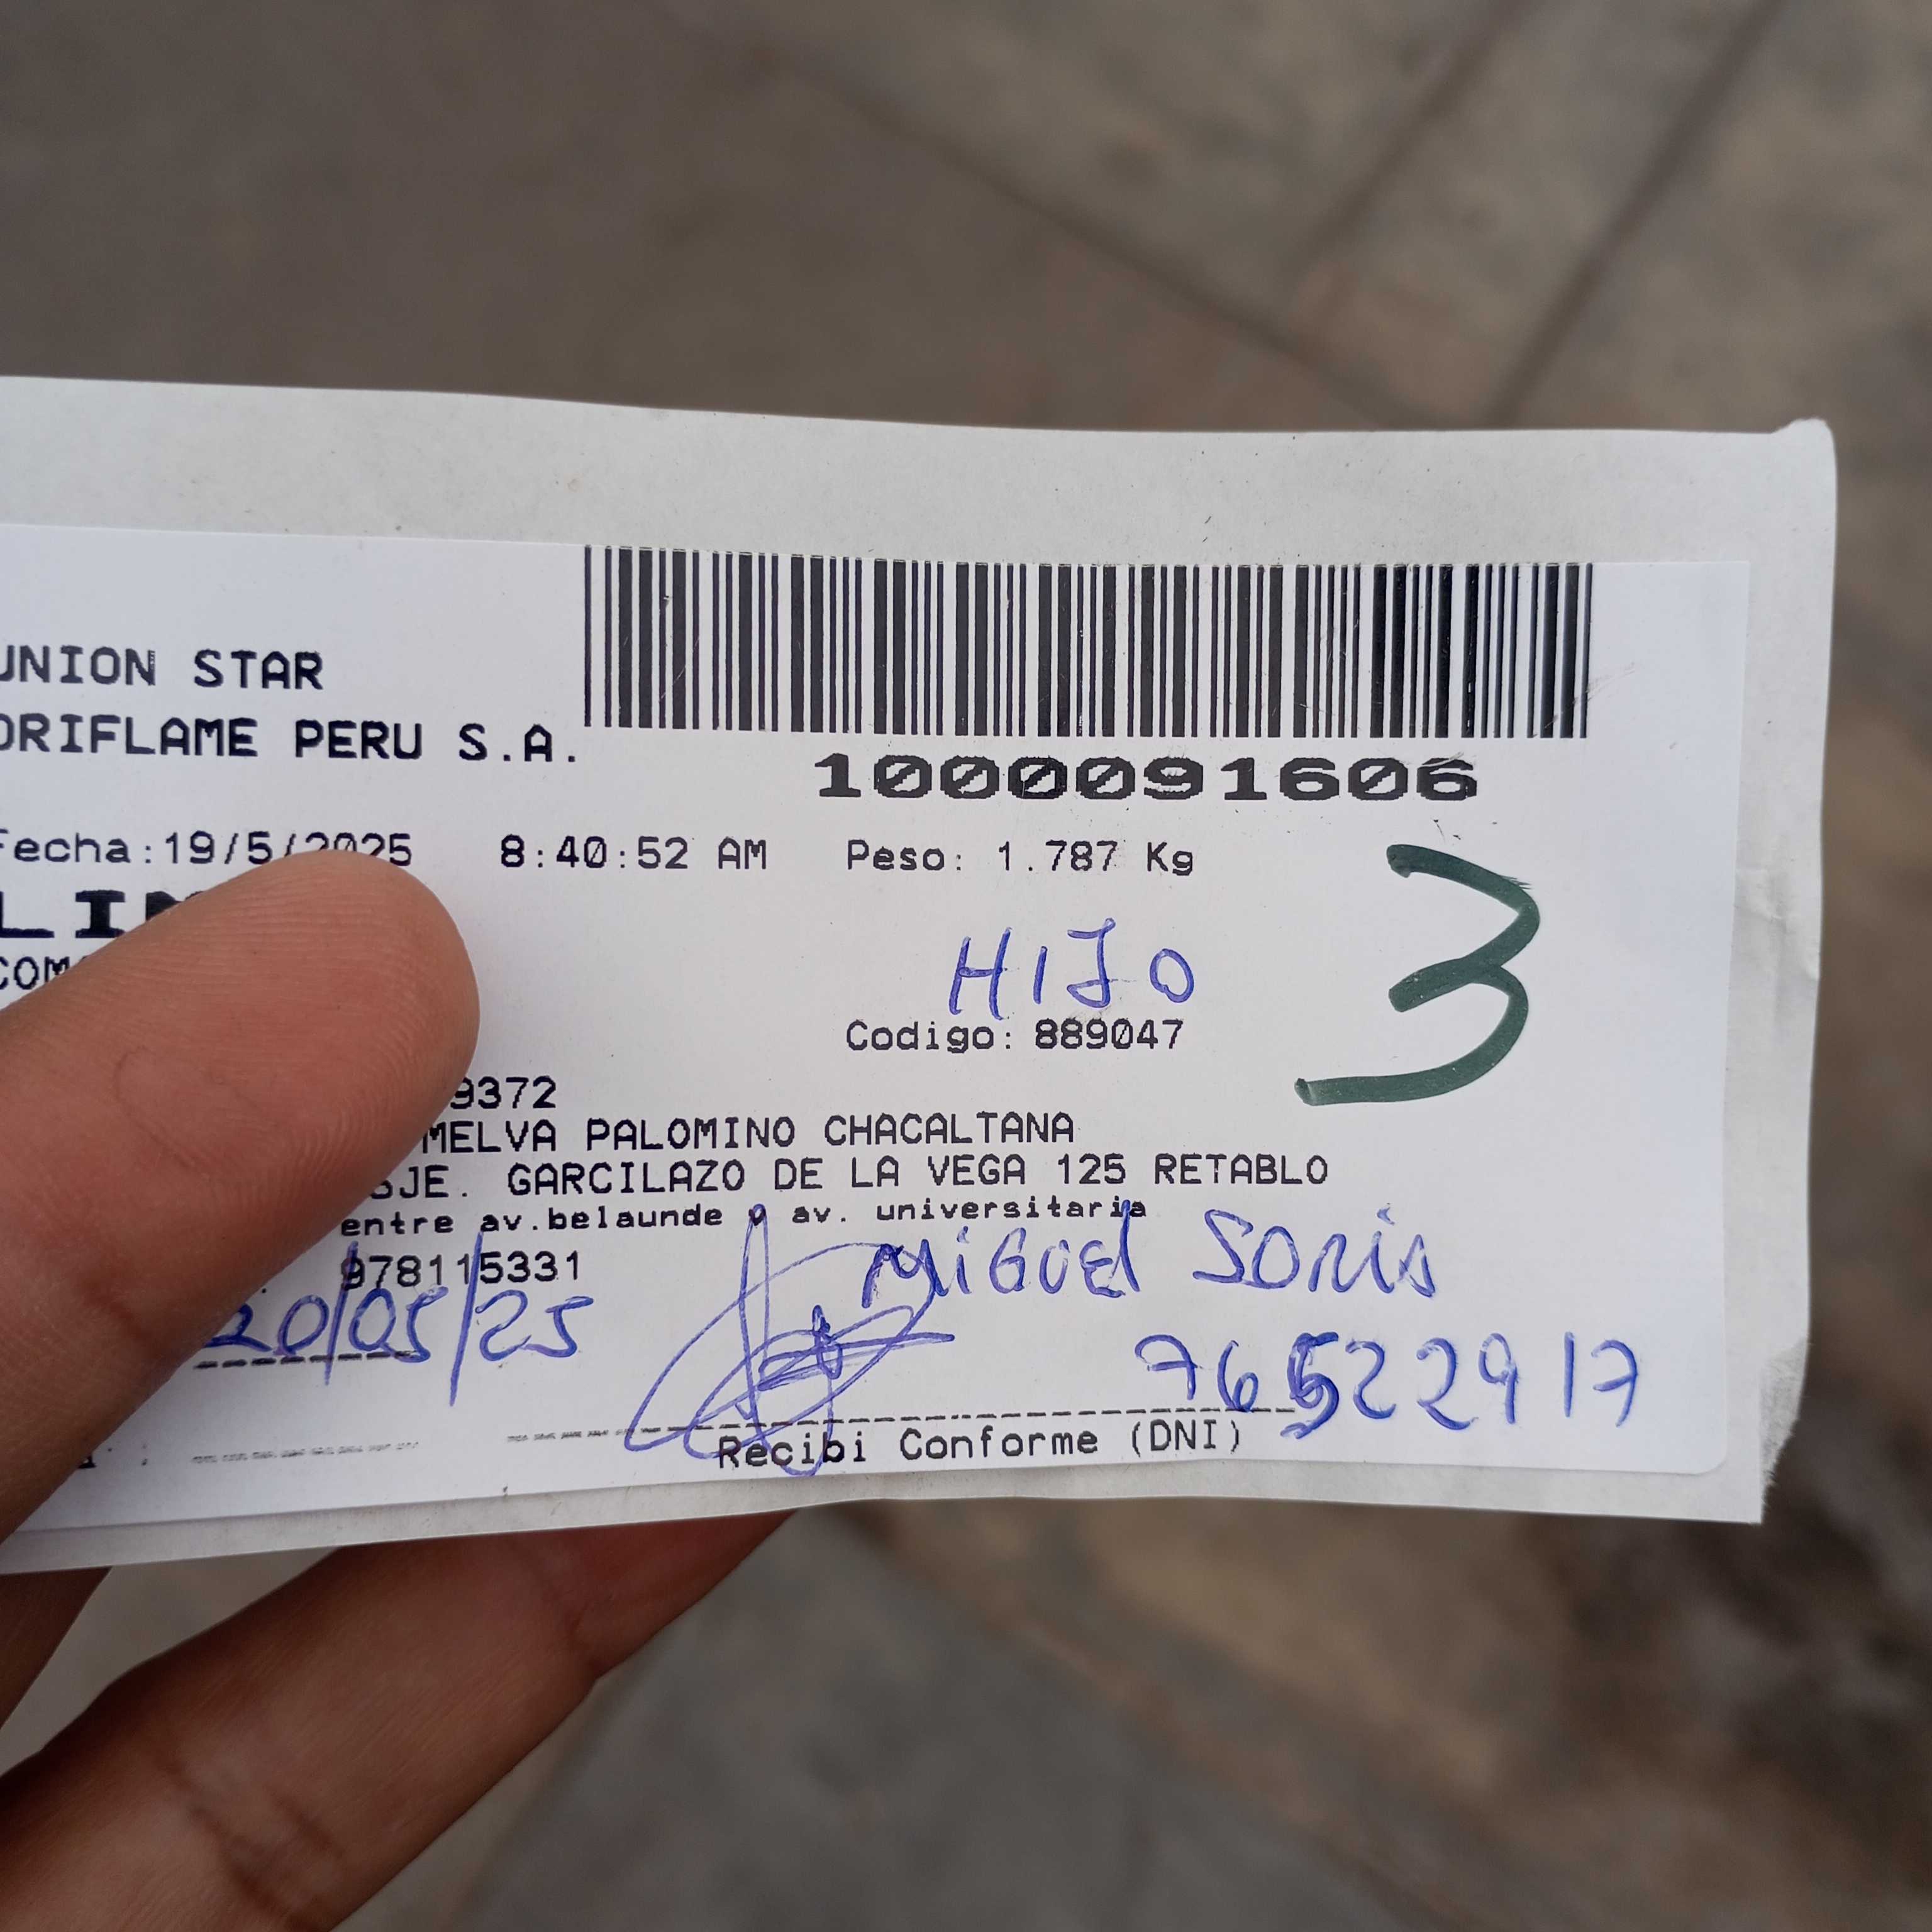 UNION STAR
ORIFLAME PERU S.A.
1000091606
Fecha:19/5/2025 8:40:52 AM Peso: 1.787 Kg
3
HIJO
Codigo: 889047
9372
MELVA PALOMINO CHACALTANA
SJE. GARCILAZO DE LA VEGA 125 RETABLO
entre av.belaunde y av. universitaria
978115331
MiGUEl SORIS
20/05/25
76522917
Recibi Conforme (DNI)